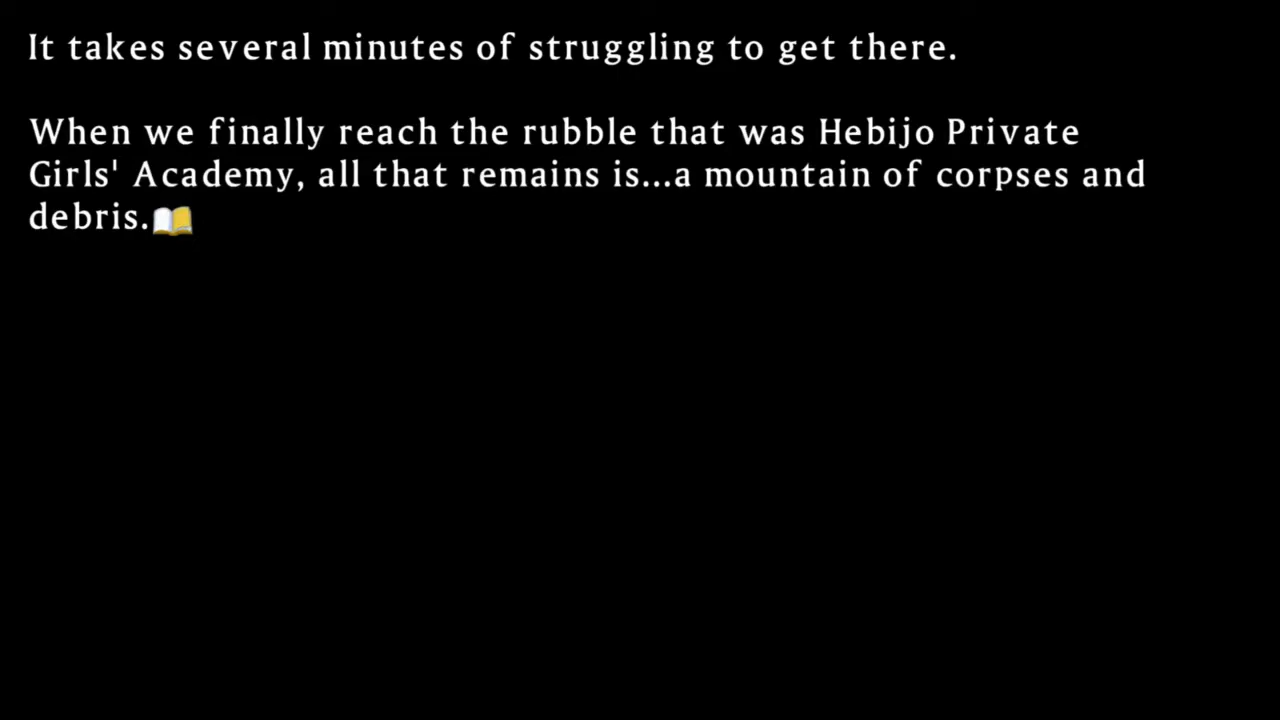 It takes several minutes of struggling to get there.
When we finally reach the rubble that was Hebijo Private
Girls' Academy, all that remains is...a mountain of corpses and
debris.